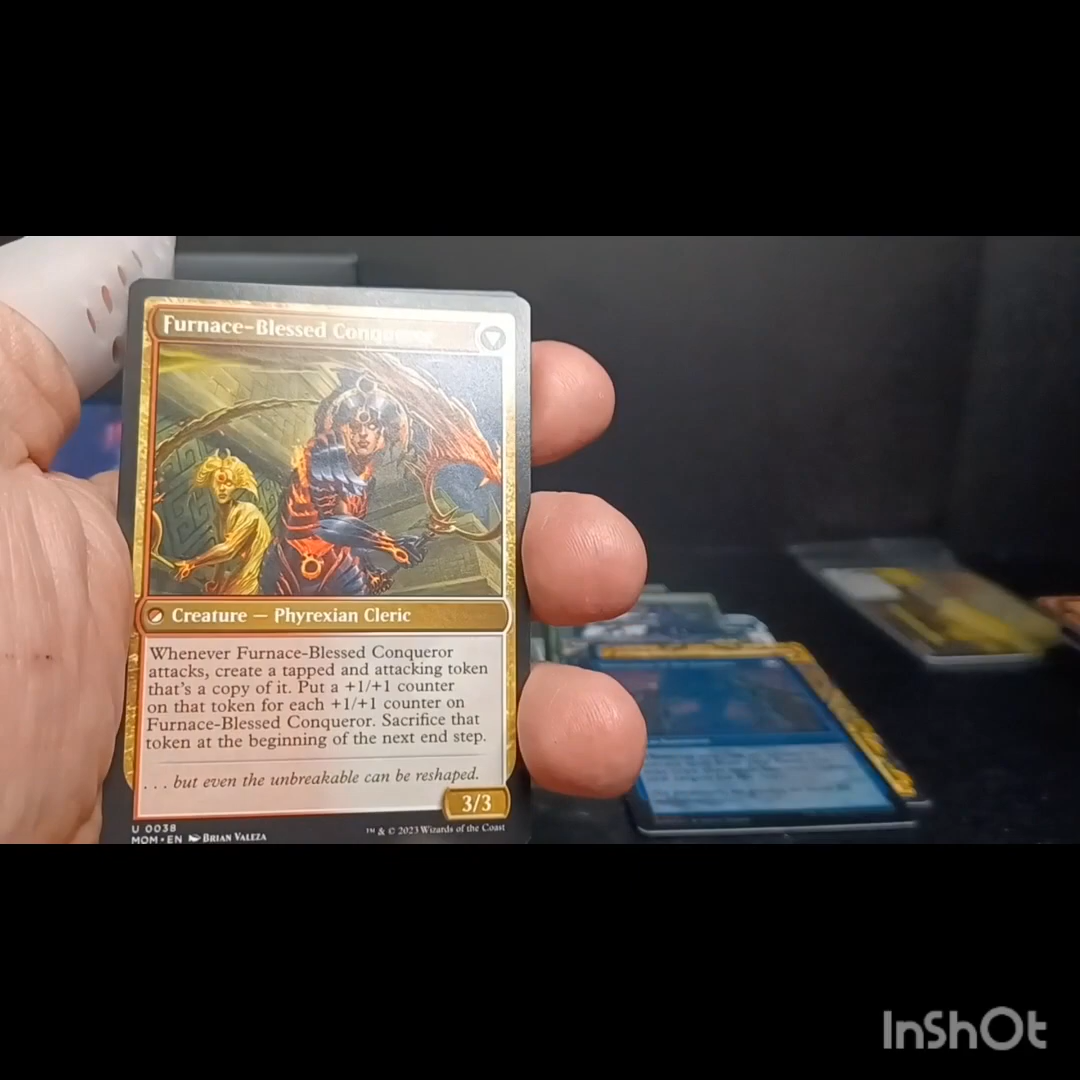 Furnace-Blessed Conqueror
Creature — Phyrexian Cleric
Whenever Furnace-Blessed Conqueror
attacks, create a tapped and attacking token
that's a copy of it. Put a +1/+1 counter
on that token for each +1/+1 counter on
Furnace-Blessed Conqueror. Sacrifice that
token at the beginning of the next end step.
. . . but even the unbreakable can be reshaped.
3/3
U 0038
MOM • EN BRIAN VALEZA
™ & © 2023 Wizards of the Coast
InShOt